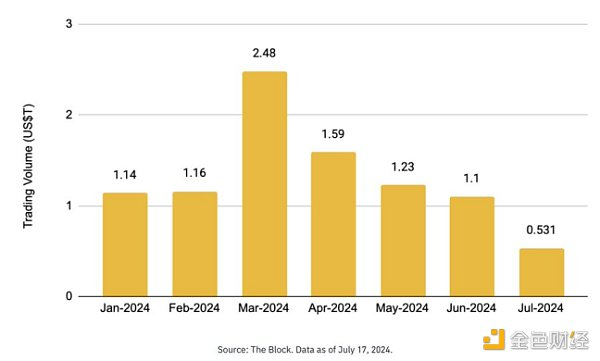 3
2.48
2
1.59
1.14
1.16
1.23
1.1
1
0.531
0
Trading Volume (US$T)
Jan-2024
Feb-2024
Mar-2024
Apr-2024
May-2024
Jun-2024
Jul-2024
Source: The Block. Data as of July 17, 2024.
金色财经